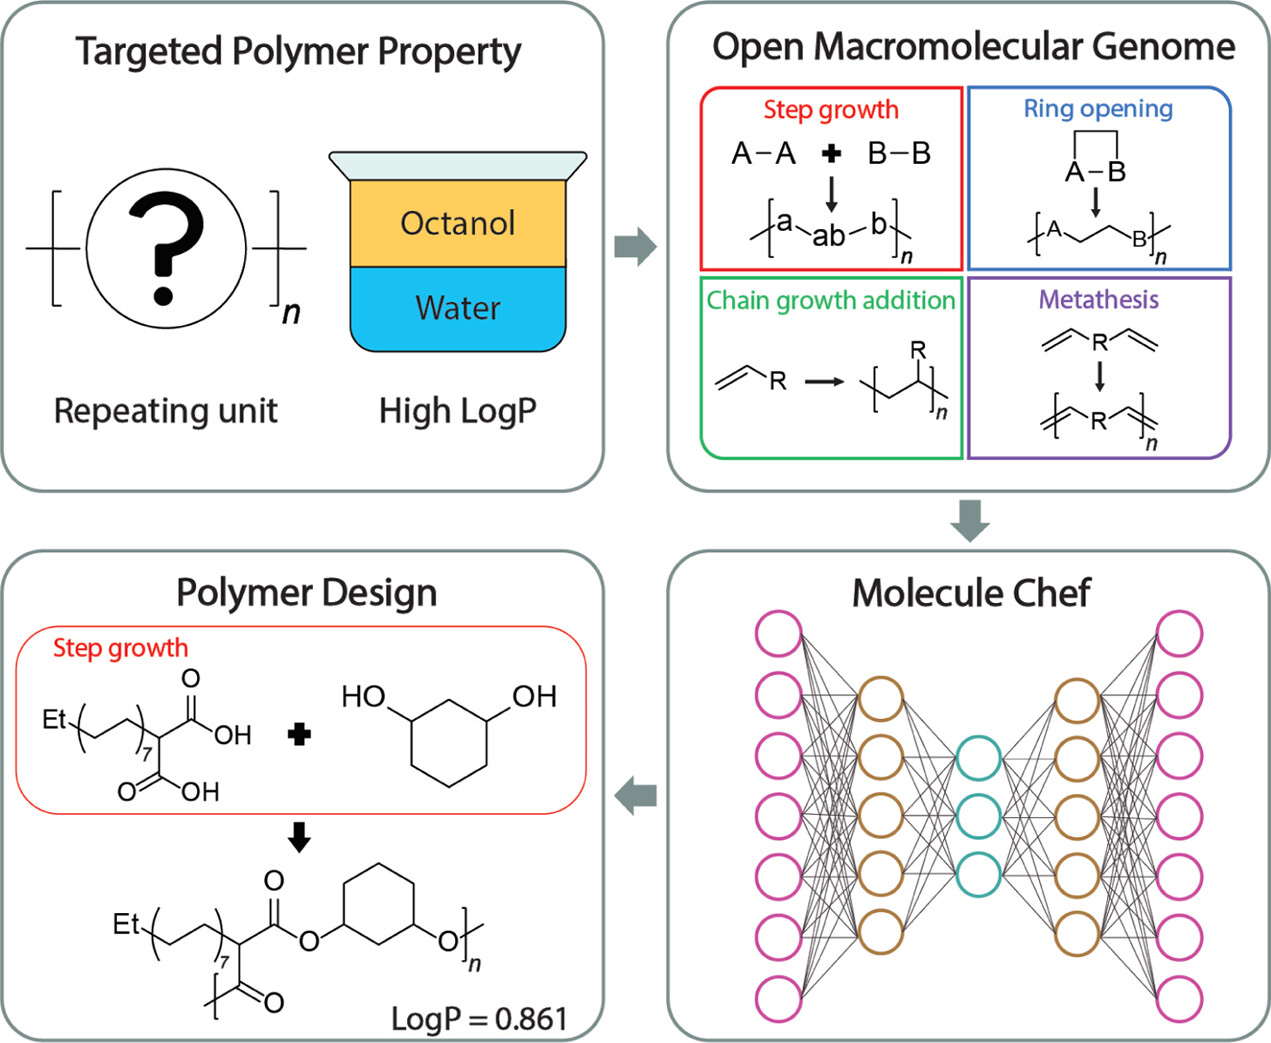 Targeted Polymer Property
?
n
Octanol
Water
Repeating unit
High LogP
Open Macromolecular Genome
Step growth
A–A + B–B
a
ab
b
n
Ring opening
A–B
A
B
n
Chain growth addition
R
R
n
Metathesis
R
R
n
Molecule Chef
Polymer Design
Step growth
Et
7
O
OH
O
OH
+
HO
OH
Et
7
O
O
O
n
O
LogP = 0.861